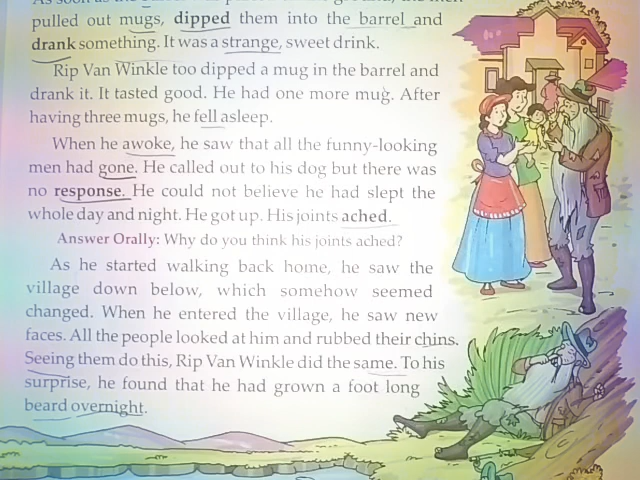 pulled out mugs, dipped them into the barrel and
drank something. It was a strange, sweet drink.
Rip Van Winkle too dipped a mug in the barrel and
drank it. It tasted good. He had one more mug. After
having three mugs, he fell asleep.
When he awoke, he saw that all the funny-looking
men had gone. He called out to his dog but there was
no response. He could not believe he had slept the
whole day and night. He got up. His joints ached.
Answer Orally: Why do you think his joints ached?
As he started walking back home, he saw the
village down below, which somehow seemed
changed. When he entered the village, he saw new
faces. All the people looked at him and rubbed their chins.
Seeing them do this, Rip Van Winkle did the same. To his
surprise, he found that he had grown a foot long
beard overnight.